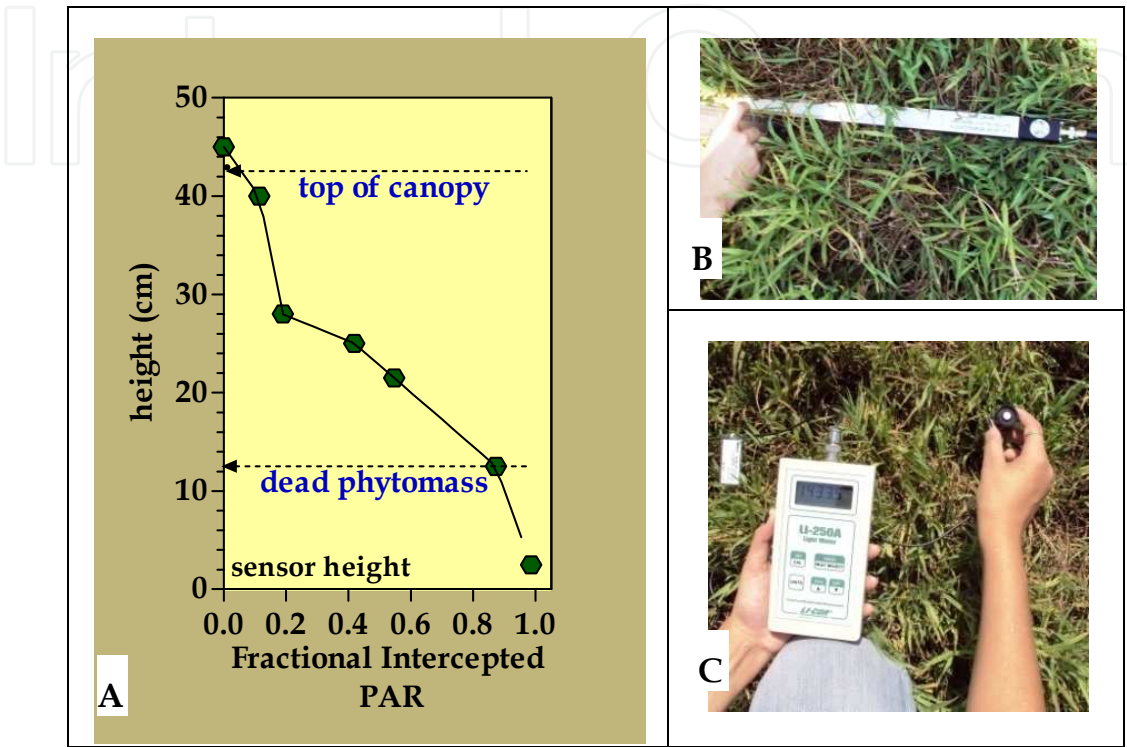 50
40
30
20
10
0
height (cm)
top of canopy
dead phytomass
sensor height
0.0 0.2 0.4 0.6 0.8 1.0
Fractional Intercepted
PAR
A
B
LI-250A
Light Meter
UNITS
LI-COR
C